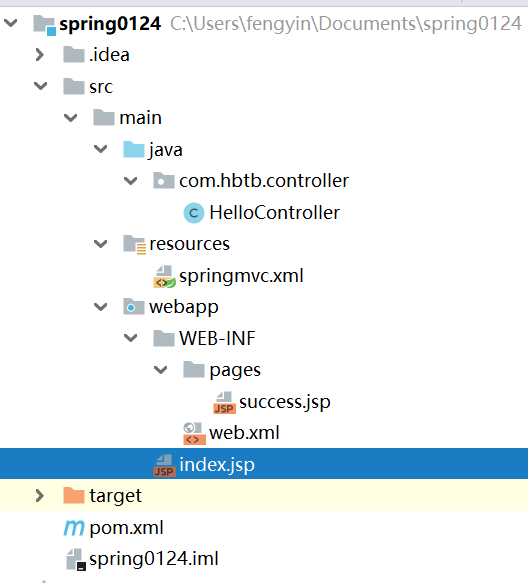 spring0124 C:\Users\fengyin\Documents\spring0124
.idea
src
main
java
com.hbtb.controller
C HelloController
resources
springmvc.xml
webapp
WEB-INF
pages
JSP success.jsp
web.xml
JSP index.jsp
target
m pom.xml
spring0124.iml